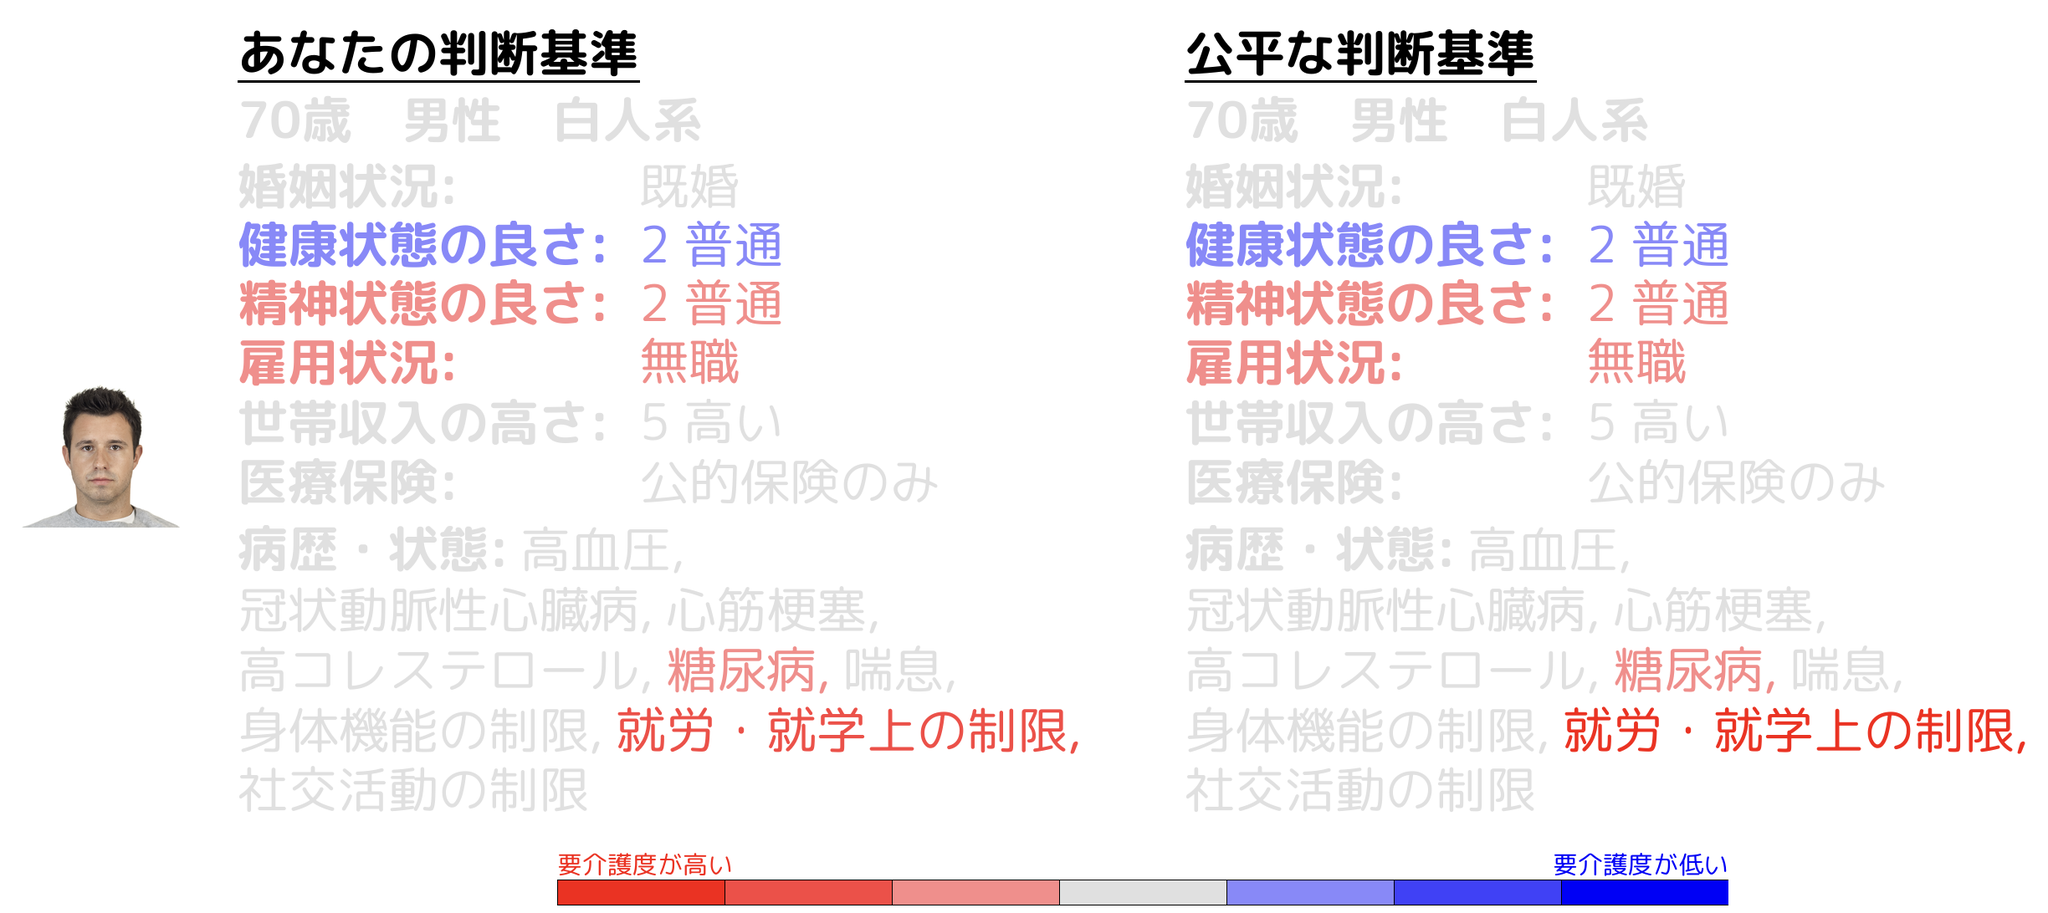 あなたの判断基準
70歳　男性　白人系
婚姻状況: 既婚
健康状態の良さ: 2 普通
精神状態の良さ: 2 普通
雇用状況: 無職
世帯収入の高さ: 5 高い
医療保険: 公的保険のみ
病歴・状態: 高血圧,
冠状動脈性心臓病, 心筋梗塞,
高コレステロール, 糖尿病, 喘息,
身体機能の制限, 就労・就学上の制限,
社交活動の制限
公平な判断基準
70歳　男性　白人系
婚姻状況: 既婚
健康状態の良さ: 2 普通
精神状態の良さ: 2 普通
雇用状況: 無職
世帯収入の高さ: 5 高い
医療保険: 公的保険のみ
病歴・状態: 高血圧,
冠状動脈性心臓病, 心筋梗塞,
高コレステロール, 糖尿病, 喘息,
身体機能の制限, 就労・就学上の制限,
社交活動の制限
要介護度が高い
要介護度が低い